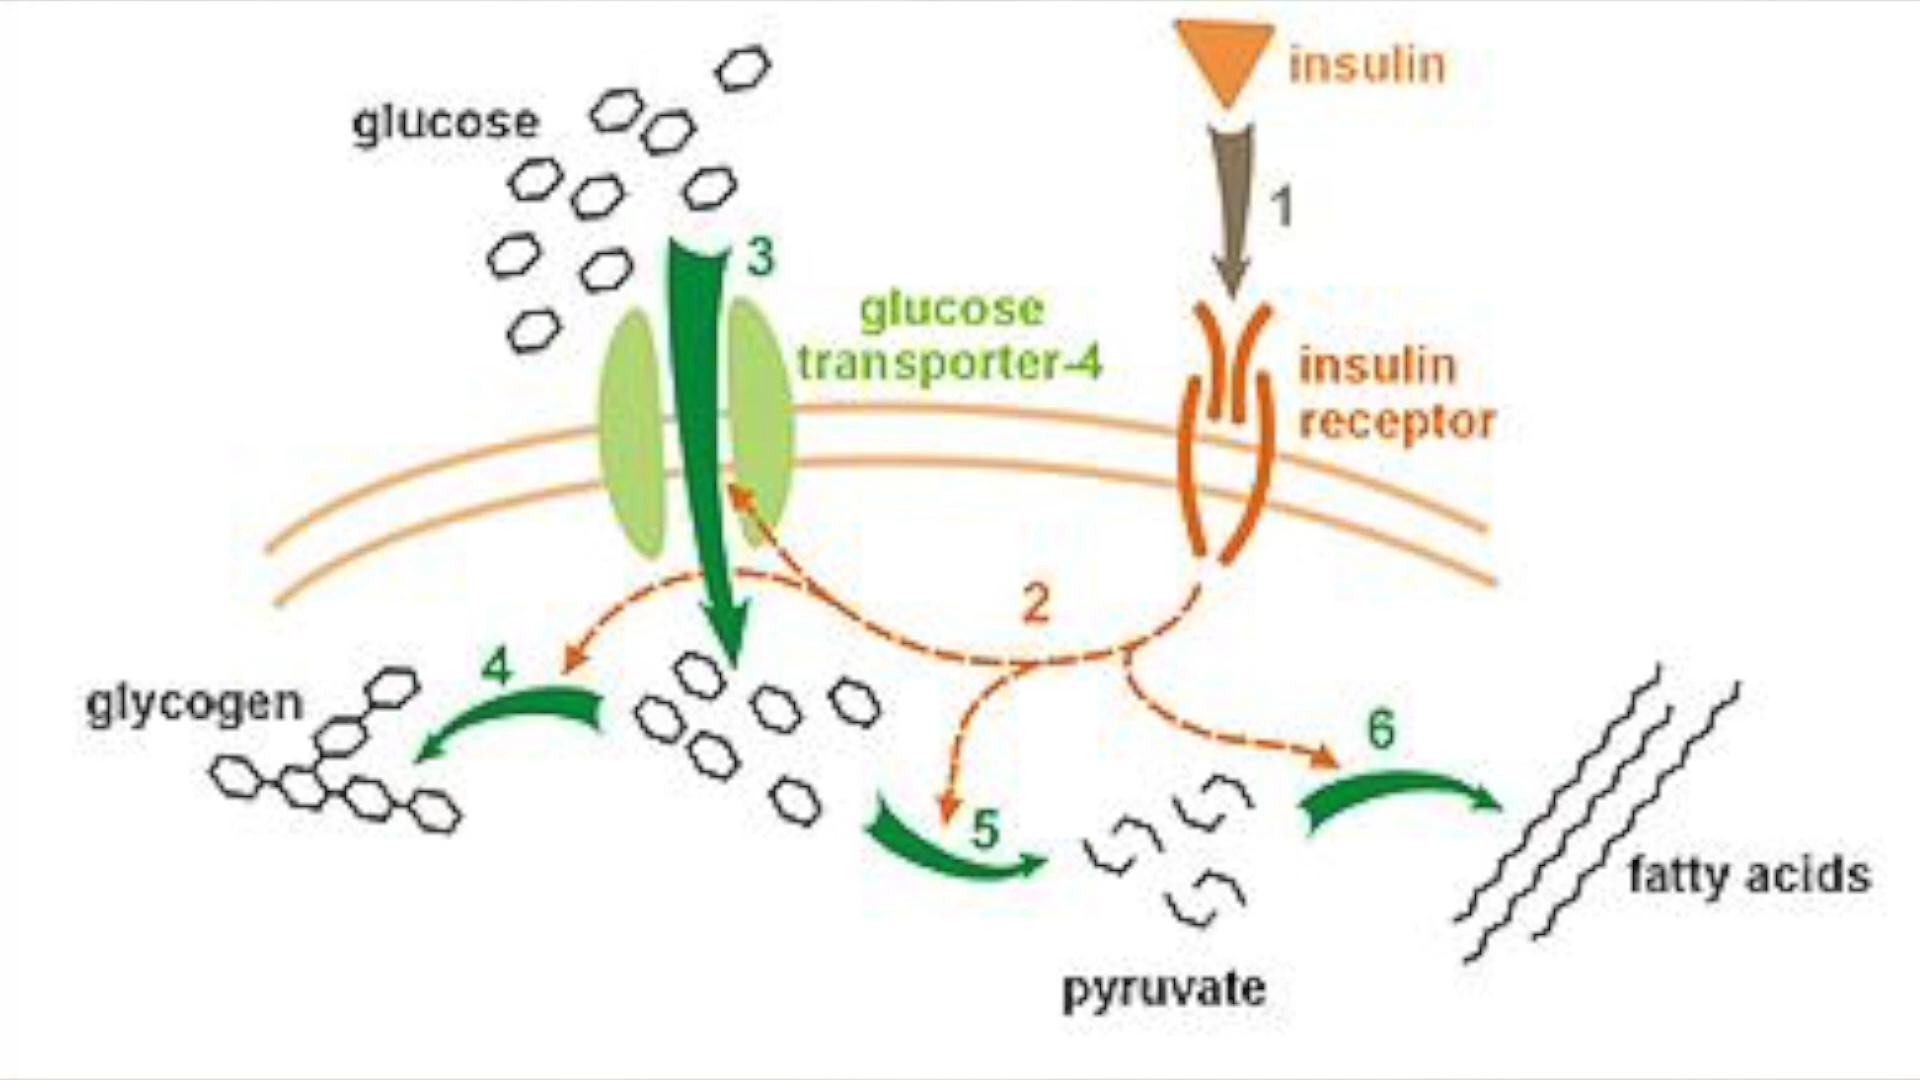 insulin
glucose
1
3
glucose
transporter-4
insulin
receptor
2
4
glycogen
6
5
fatty acids
pyruvate